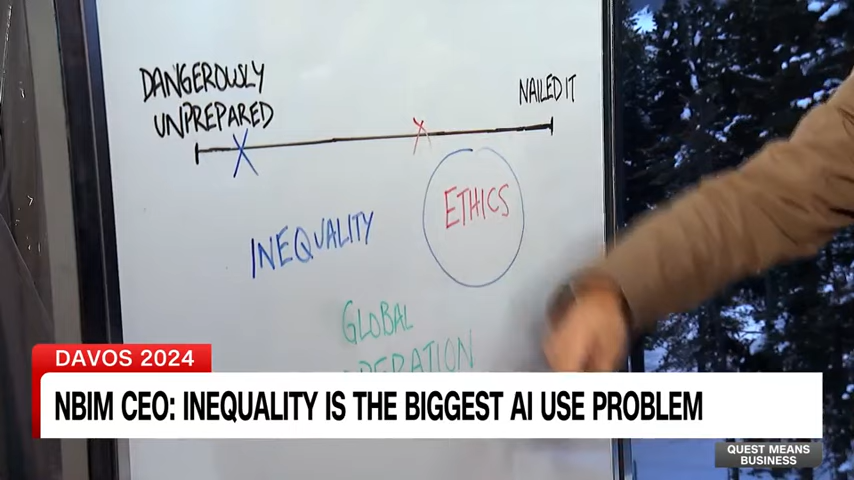 DANGEROUSLY
UNPREPARED
NAILED IT
ETHICS
INEQUALITY
GLOBAL
DAVOS 2024
NBIM CEO: INEQUALITY IS THE BIGGEST AI USE PROBLEM
QUEST MEANS
BUSINESS